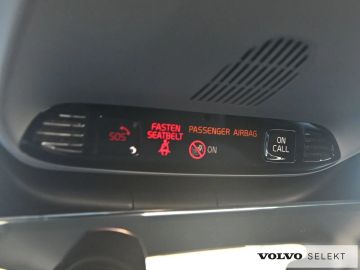 SOS
FASTEN
SEATBELT
PASSENGER AIRBAG
ON
ON
CALL
VOLVO SELEKT